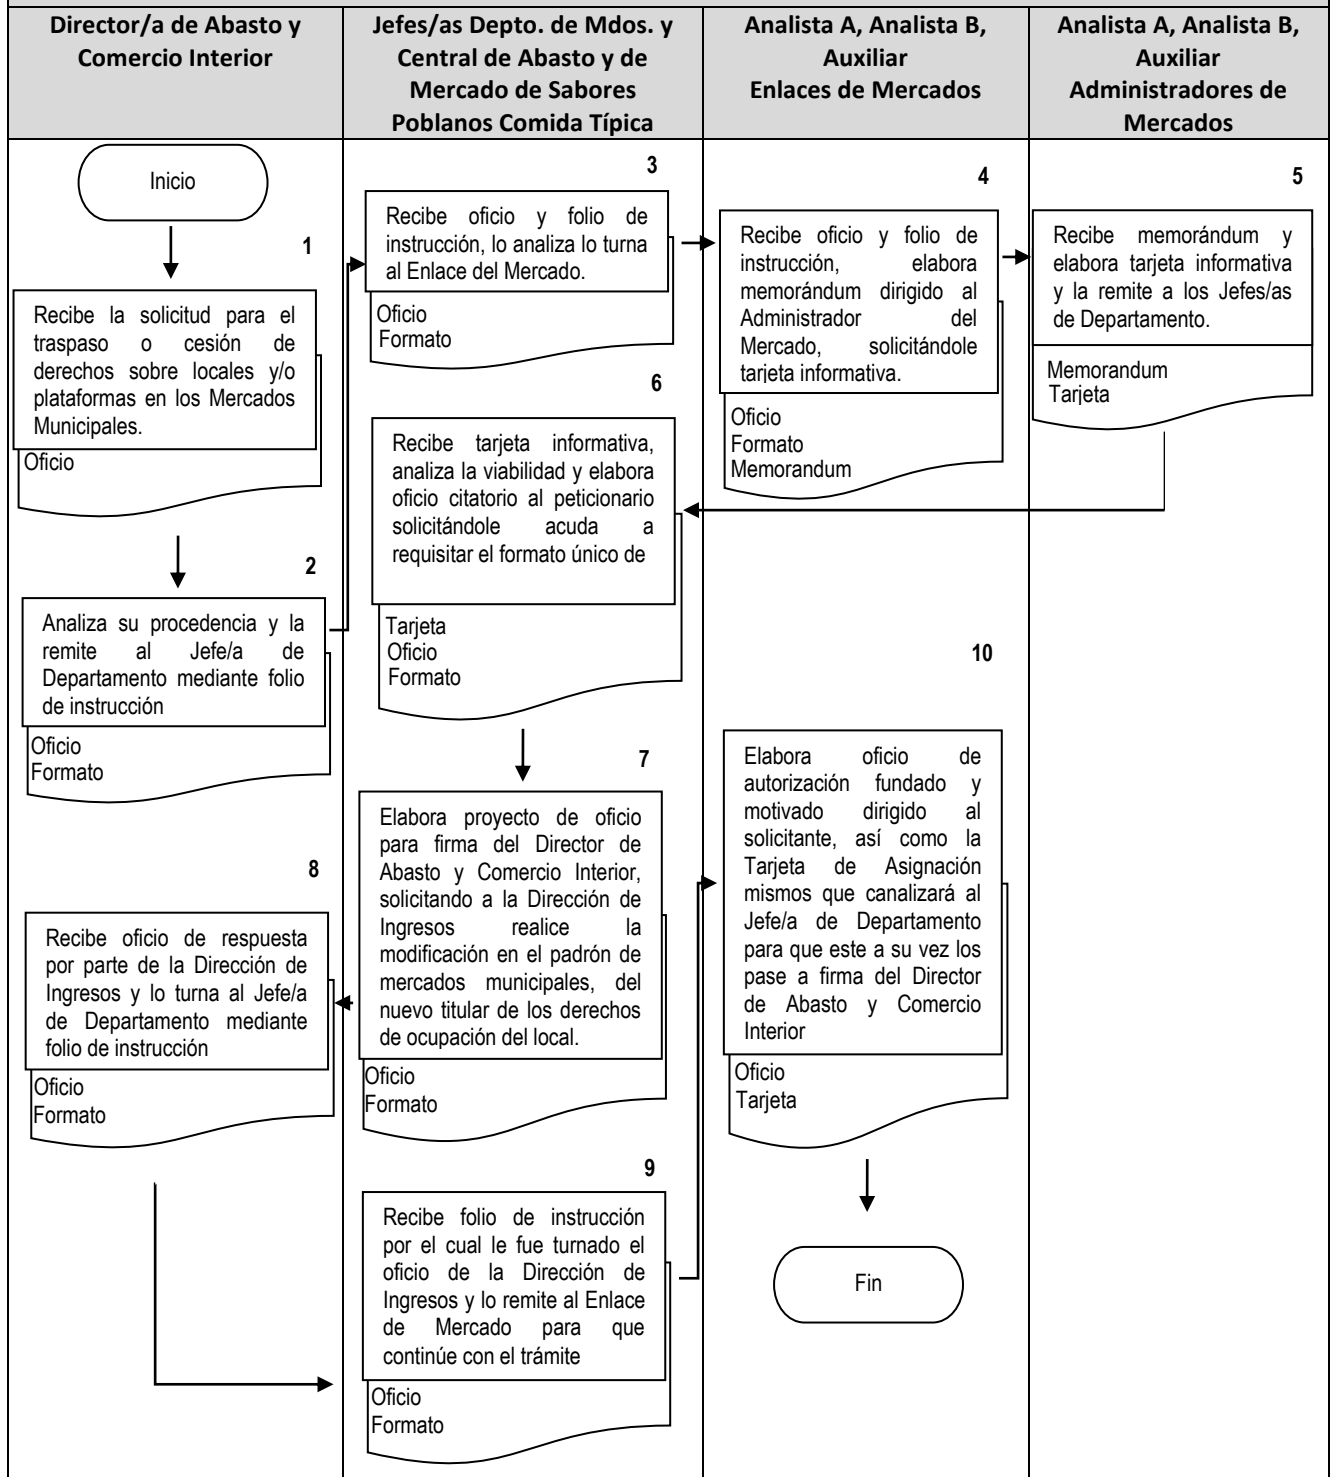 Director/a de Abasto y
Comercio Interior
Jefes/as Depto. de Mdos. y
Central de Abasto y de
Mercado de Sabores
Poblanos Comida Típica
Analista A, Analista B,
Auxiliar
Enlaces de Mercados
Analista A, Analista B,
Auxiliar
Administradores de
Mercados
Inicio
1
Recibe la solicitud para el
traspaso o cesión de
derechos sobre locales y/o
plataformas en los Mercados
Municipales.
Oficio
2
Analiza su procedencia y la
remite al Jefe/a de
Departamento mediante folio
de instrucción
Oficio
Formato
3
Recibe oficio y folio de
instrucción, lo analiza lo turna
al Enlace del Mercado.
Oficio
Formato
4
Recibe oficio y folio de
instrucción, elabora
memorándum dirigido al
Administrador del
Mercado, solicitándole
tarjeta informativa.
Oficio
Formato
Memorandum
5
Recibe memorándum y
elabora tarjeta informativa
y la remite a los Jefes/as
de Departamento.
Memorandum
Tarjeta
6
Recibe tarjeta informativa,
analiza la viabilidad y elabora
oficio citatorio al peticionario
solicitándole acuda a
requisitar el formato único de
Tarjeta
Oficio
Formato
7
Elabora proyecto de oficio
para firma del Director de
Abasto y Comercio Interior,
solicitando a la Dirección de
Ingresos realice la
modificación en el padrón de
mercados municipales, del
nuevo titular de los derechos
de ocupación del local.
Oficio
Formato
8
Recibe oficio de respuesta
por parte de la Dirección de
Ingresos y lo turna al Jefe/a
de Departamento mediante
folio de instrucción
Oficio
Formato
9
Recibe folio de instrucción
por el cual le fue turnado el
oficio de la Dirección de
Ingresos y lo remite al Enlace
de Mercado para que
continúe con el trámite
Oficio
Formato
10
Elabora oficio de
autorización fundado y
motivado dirigido al
solicitante, así como la
Tarjeta de Asignación
mismos que canalizará al
Jefe/a de Departamento
para que este a su vez los
pase a firma del Director
de Abasto y Comercio
Interior
Oficio
Tarjeta
Fin